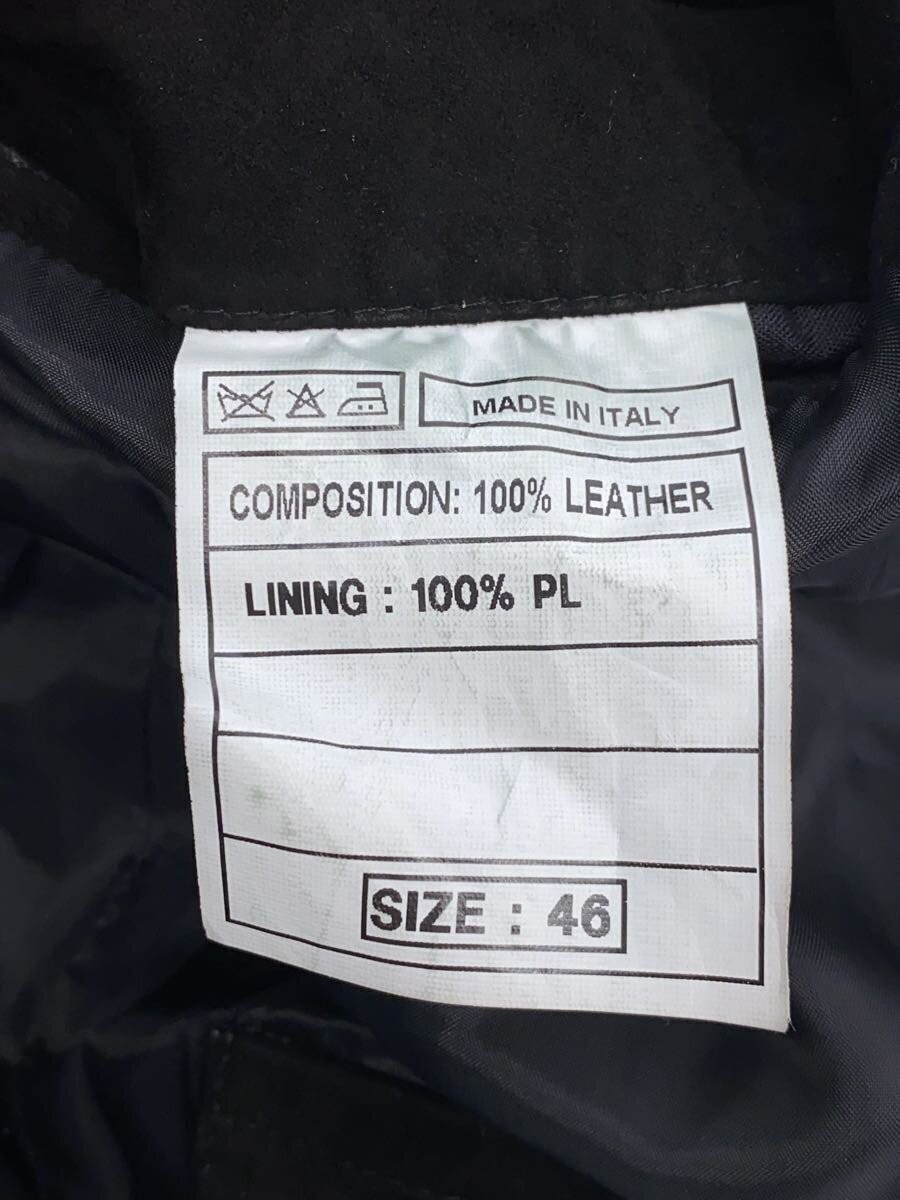 MADE IN ITALY
COMPOSITION: 100% LEATHER
LINING : 100% PL
SIZE : 46